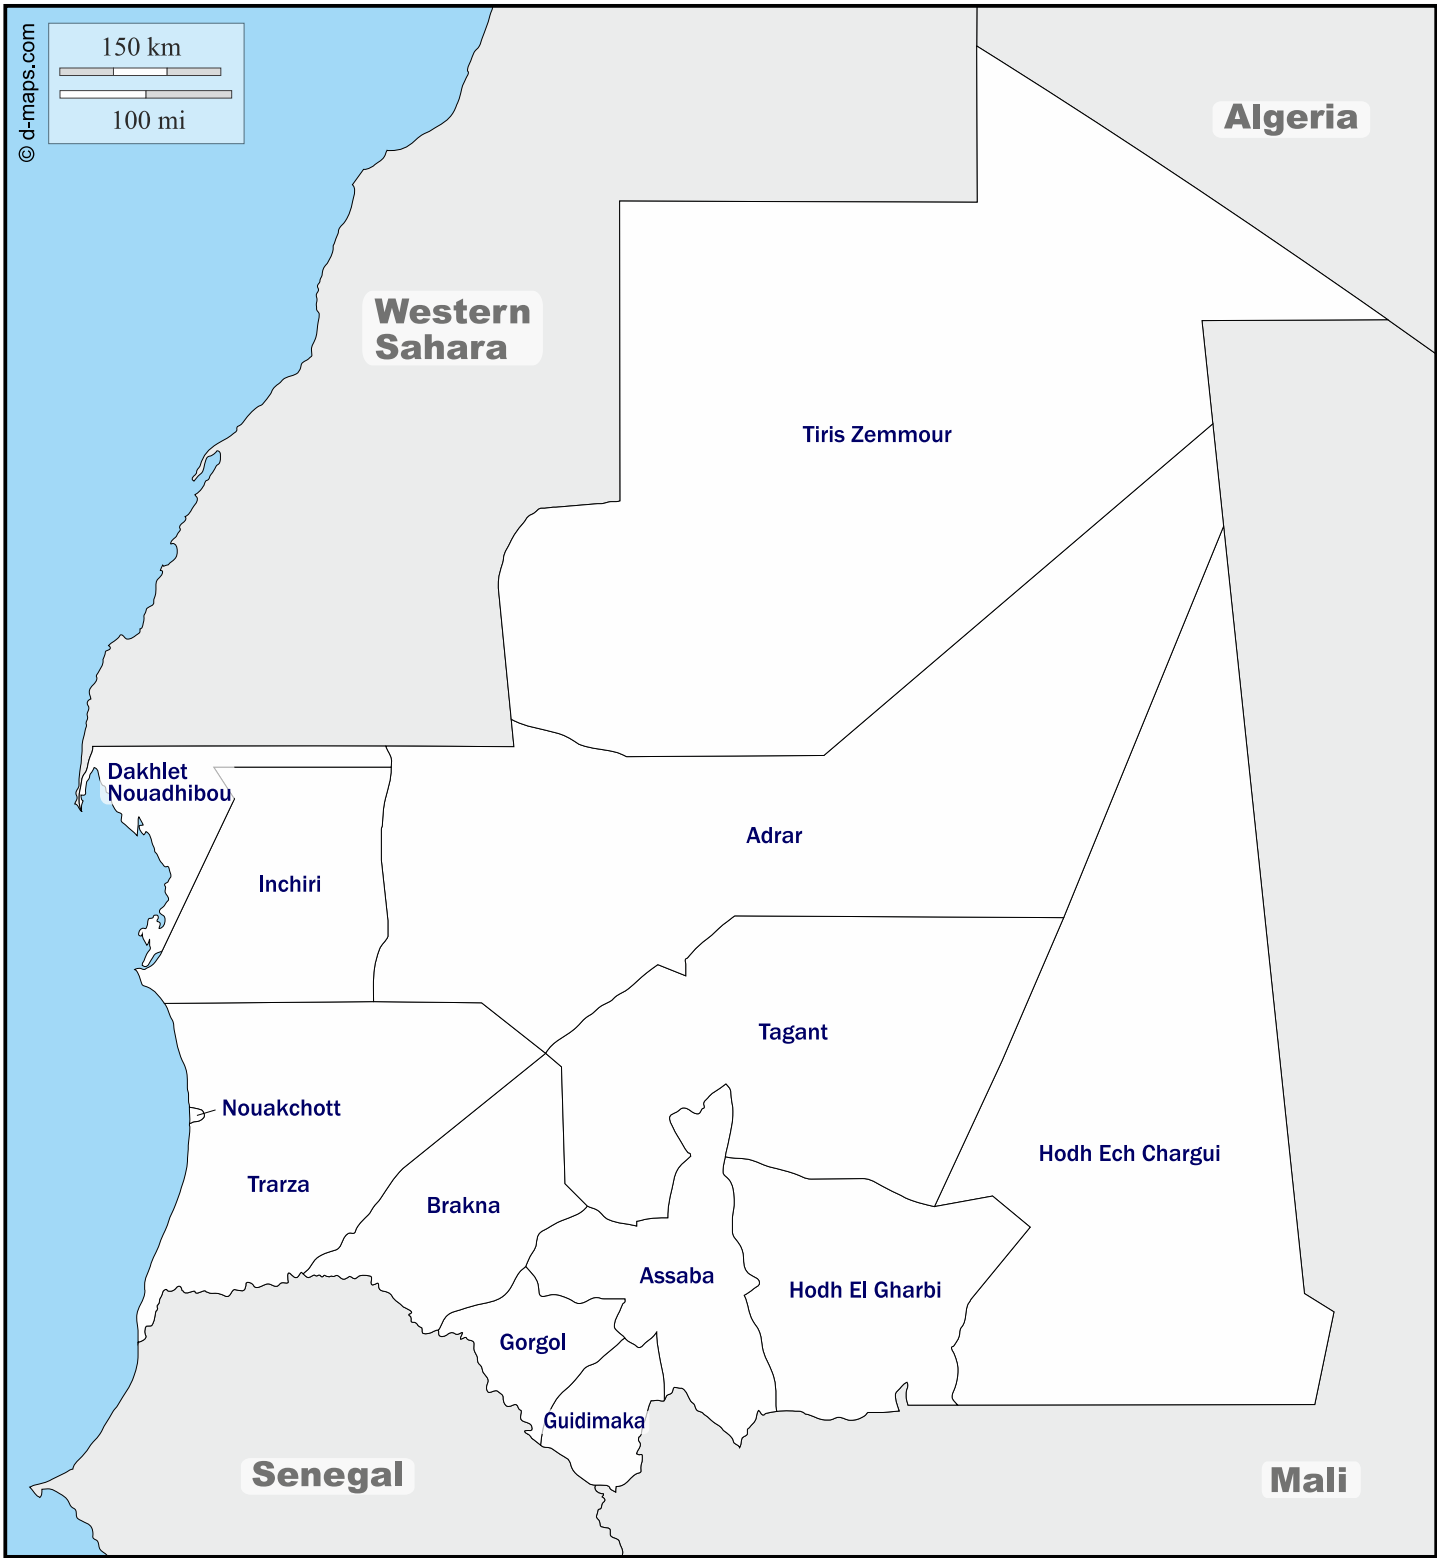 © d-maps.com
150 km
100 mi
Algeria
Western
Sahara
Tiris Zemmour
Dakhlet
Nouadhibou
Adrar
Inchiri
Tagant
Nouakchott
Hodh Ech Chargui
Trarza
Brakna
Assaba
Hodh El Gharbi
Gorgol
Guidimaka
Senegal
Mali